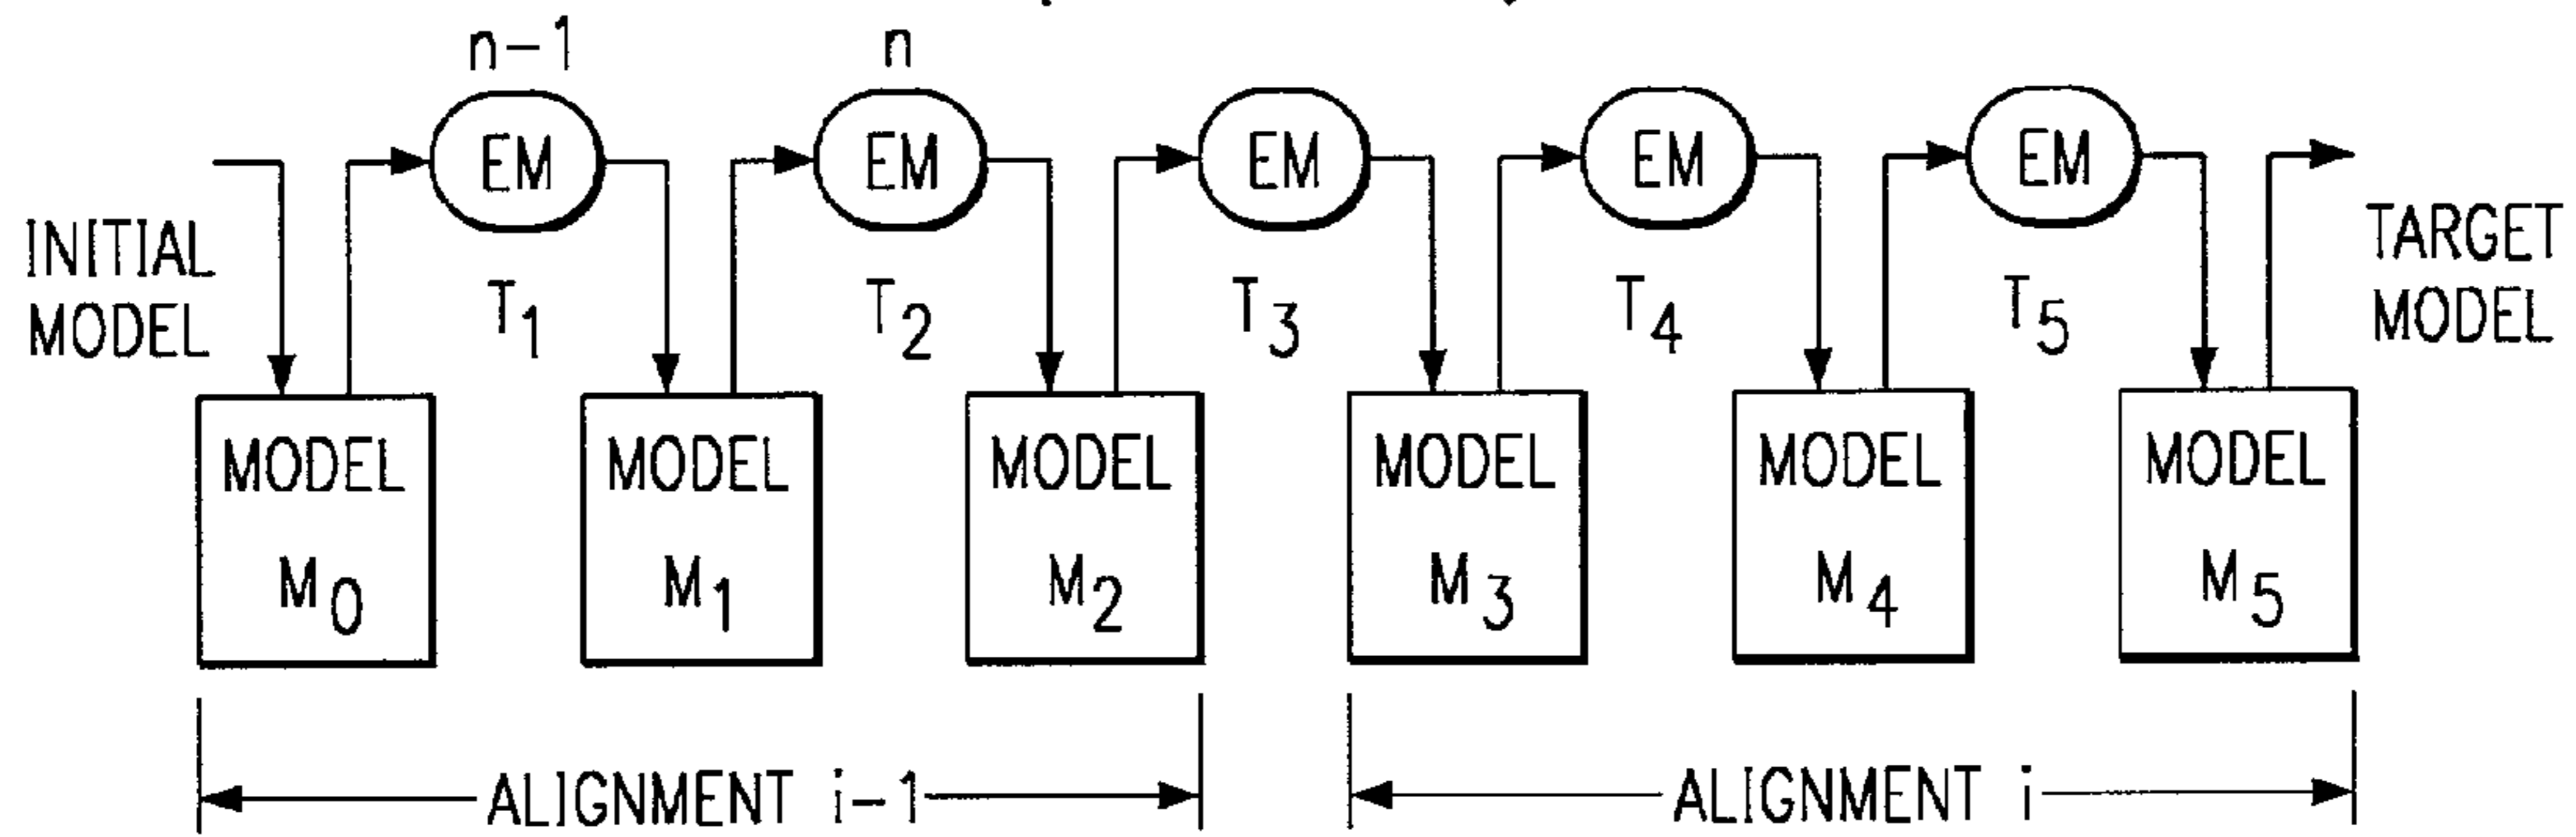 n-1
n
EM
EM
EM
EM
EM
INITIAL
MODEL
T1
T2
T3
T4
T5
TARGET
MODEL
MODEL
M0
MODEL
M1
MODEL
M2
MODEL
M3
MODEL
M4
MODEL
M5
ALIGNMENT i-1
ALIGNMENT i